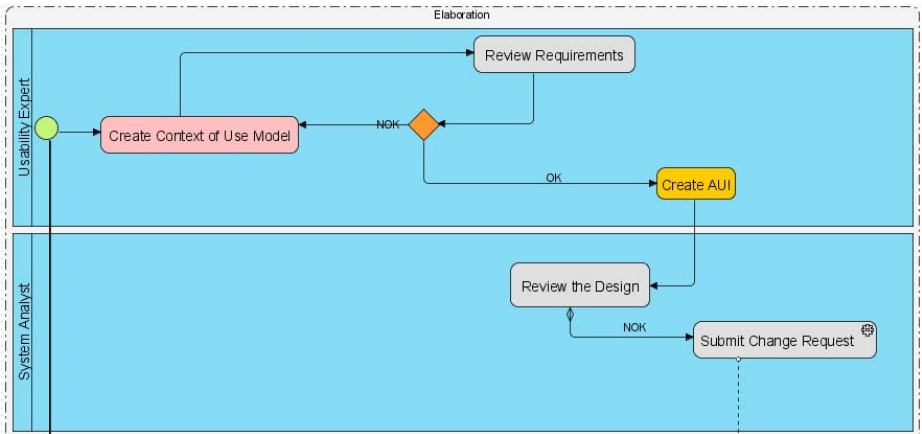 Elaboration
Usability Expert
Review Requirements
Create Context of Use Model
NOK
OK
Create AUI
System Analyst
Review the Design
NOK
Submit Change Request